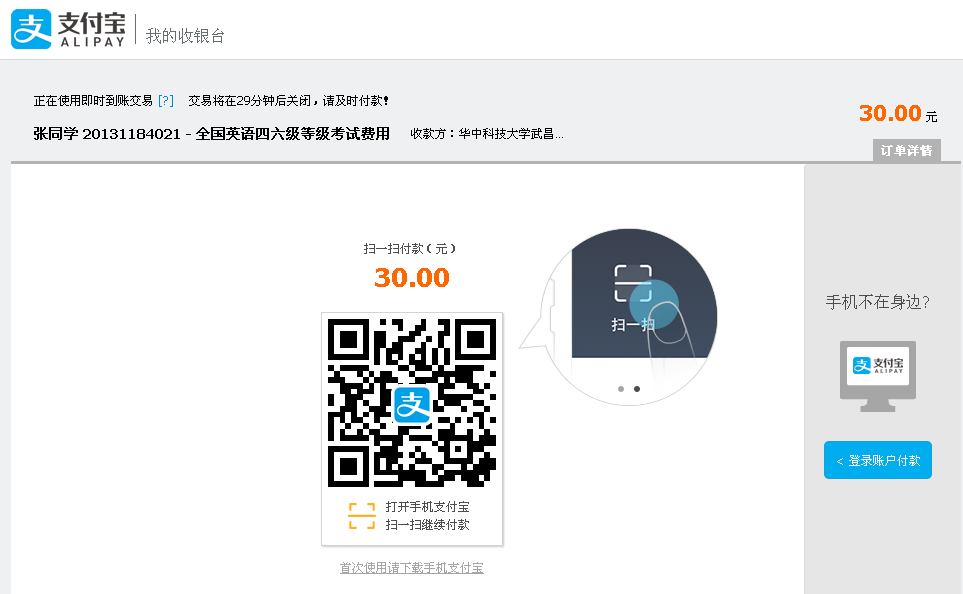 支付宝
ALIPAY
我的收银台
正在使用即时到账交易 [?] 交易将在29分钟后关闭，请及时付款!
30.00 元
张同学 20131184021 - 全国英语四六级等级考试费用 收款方：华中科技大学武昌...
订单详情
扫一扫付款（元）
30.00
扫一扫
手机不在身边？
支付宝
ALIPAY
支
< 登录账户付款
打开手机支付宝
扫一扫继续付款
首次使用请下载手机支付宝